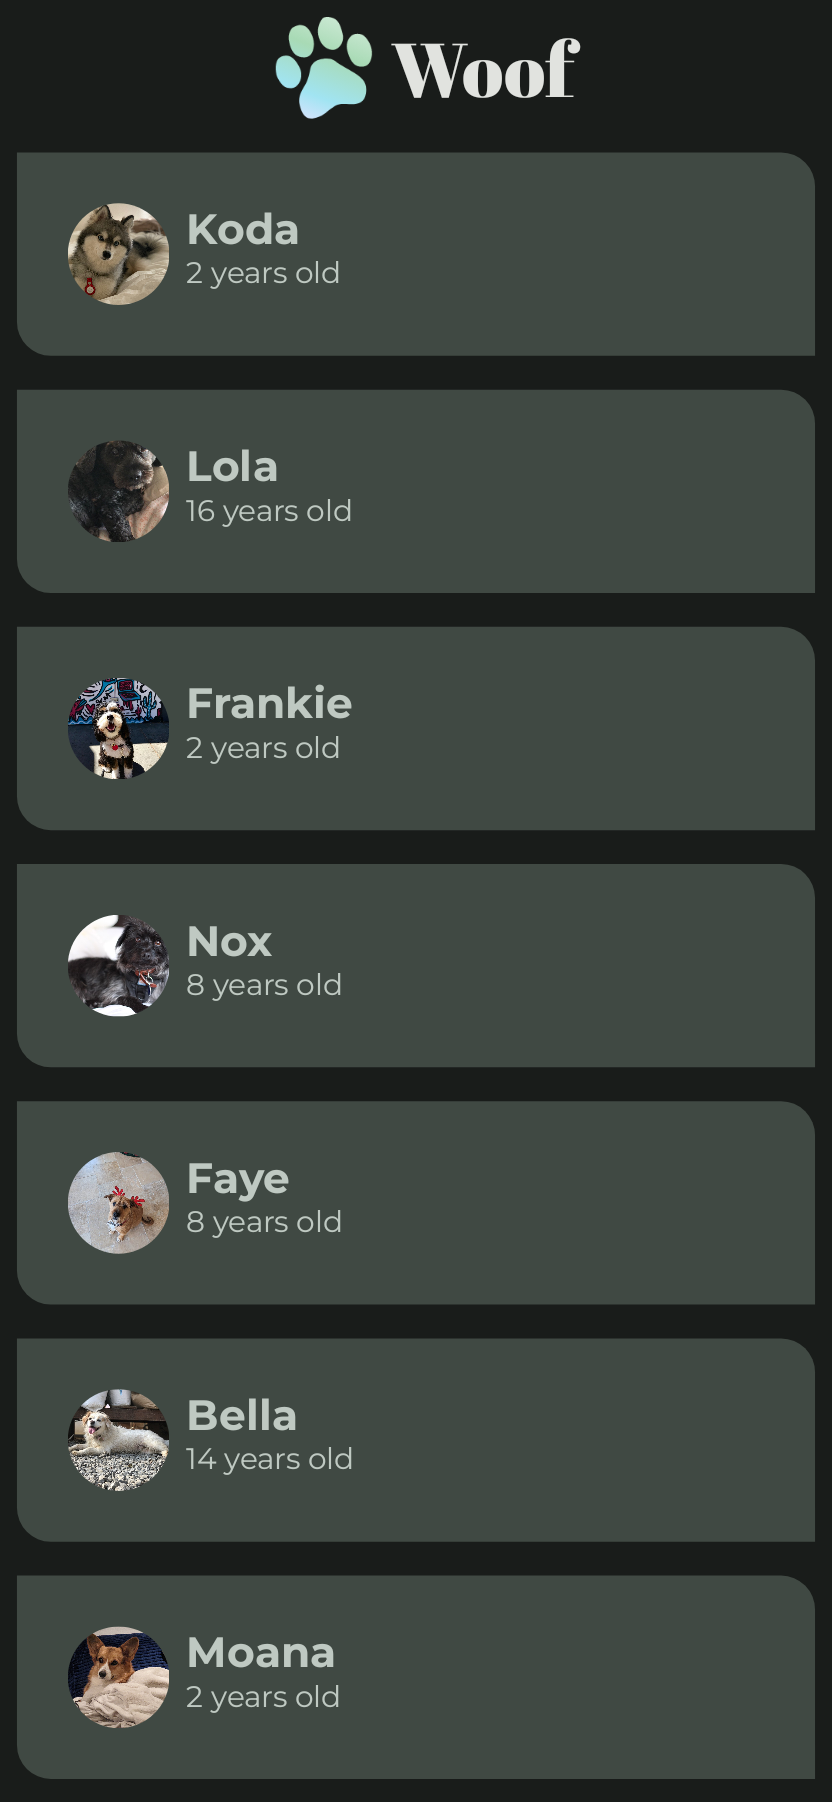 Woof
Koda
2 years old
Lola
16 years old
Frankie
2 years old
Nox
8 years old
Faye
8 years old
Bella
14 years old
Moana
2 years old